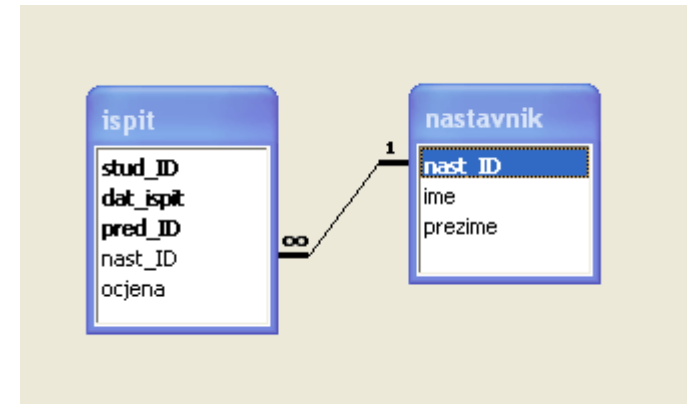 ispit
stud_ID
dat_ispit
pred_ID
nast_ID
ocjena
∞
1
nastavnik
nast_ID
ime
prezime